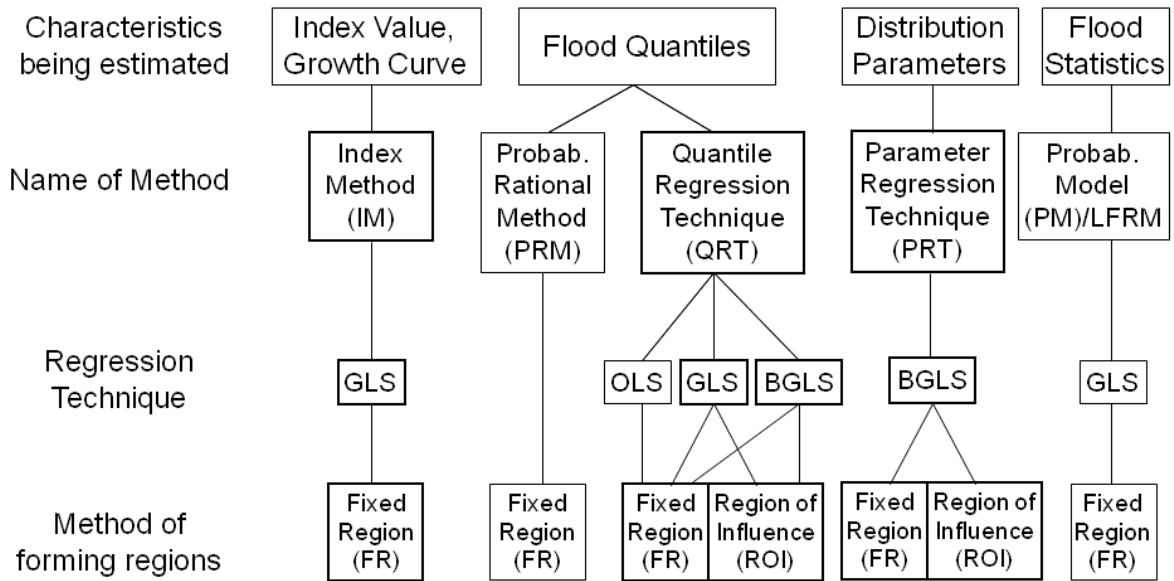 Characteristics
being estimated
Index Value,
Growth Curve
Flood Quantiles
Distribution
Parameters
Flood
Statistics
Name of Method
Index
Method
(IM)
Probab.
Rational
Method
(PRM)
Quantile
Regression
Technique
(QRT)
Parameter
Regression
Technique
(PRT)
Probab.
Model
(PM)/LFRM
Regression
Technique
GLS
OLS
GLS
BGLS
BGLS
GLS
Method of
forming regions
Fixed
Region
(FR)
Fixed
Region
(FR)
Fixed
Region
(FR)
Region of
Influence
(ROI)
Fixed
Region
(FR)
Region of
Influence
(ROI)
Fixed
Region
(FR)